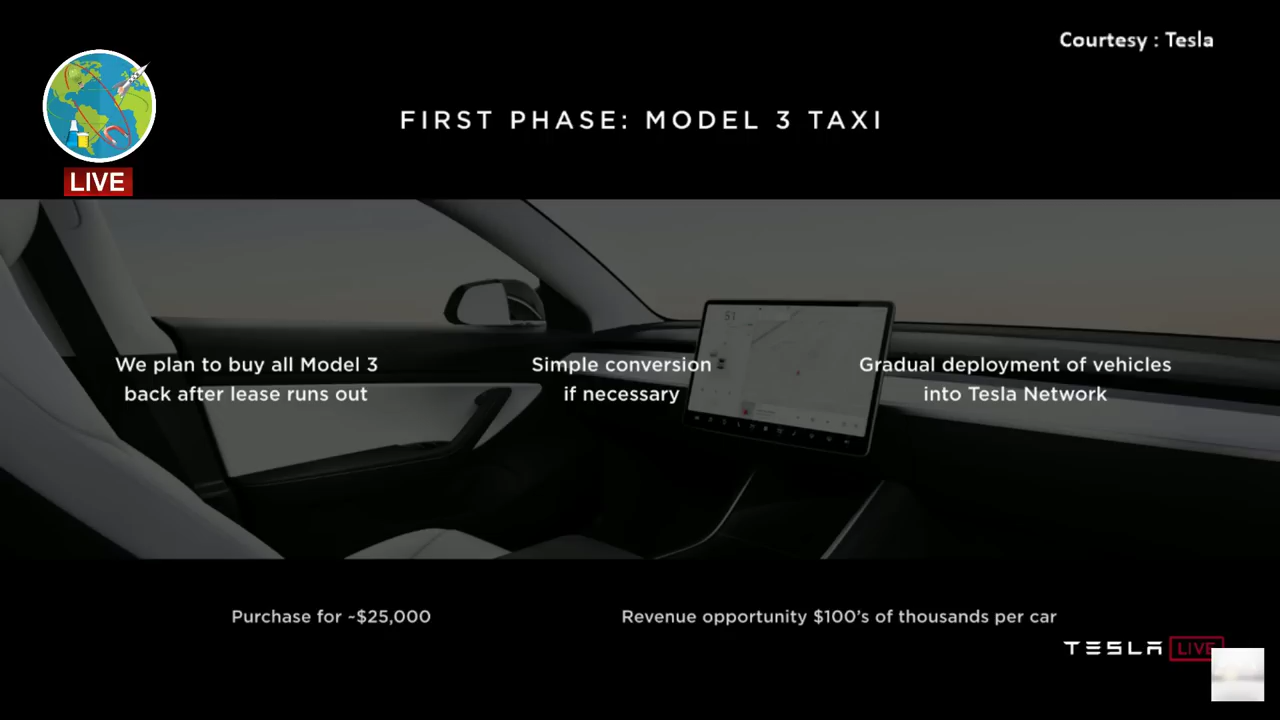 Courtesy : Tesla
FIRST PHASE: MODEL 3 TAXI
LIVE
51
We plan to buy all Model 3
back after lease runs out
Simple conversion
if necessary
Gradual deployment of vehicles
into Tesla Network
Purchase for ~$25,000
Revenue opportunity $100's of thousands per car
TESLA LIVE